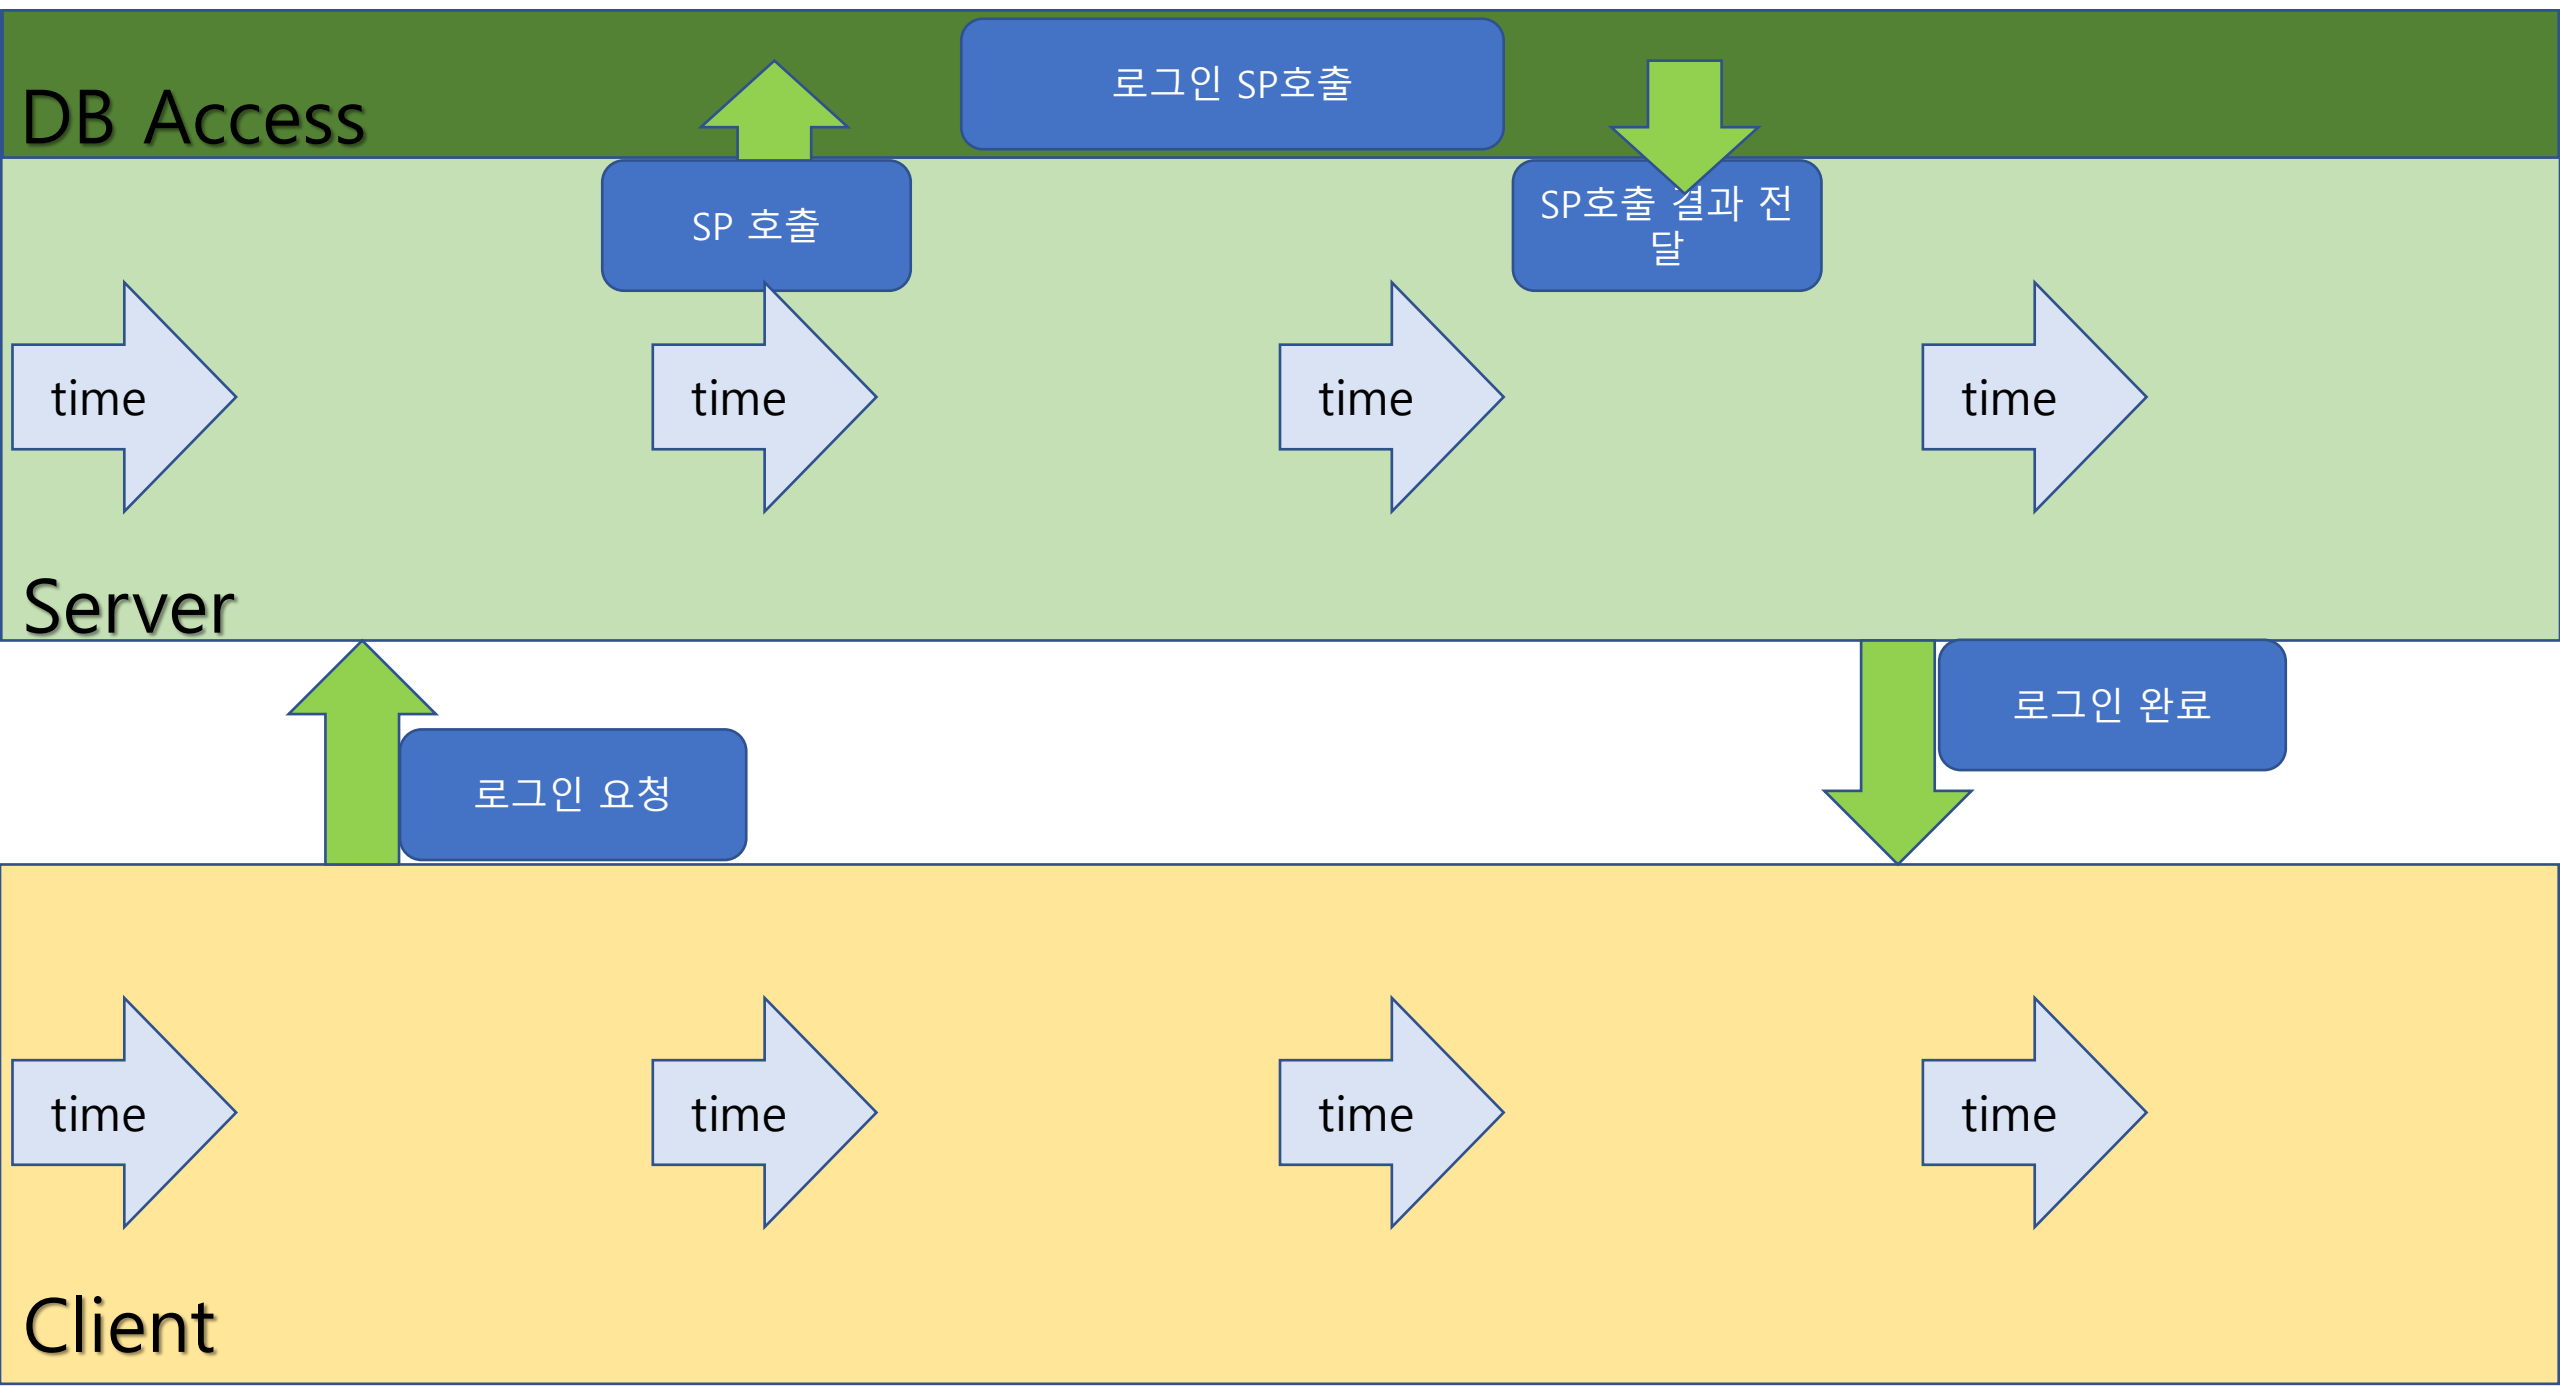 DB Access
로그인 SP호출
SP 호출
SP호출 결과 전
달
time
time
time
time
Server
로그인 요청
로그인 완료
time
time
time
time
Client